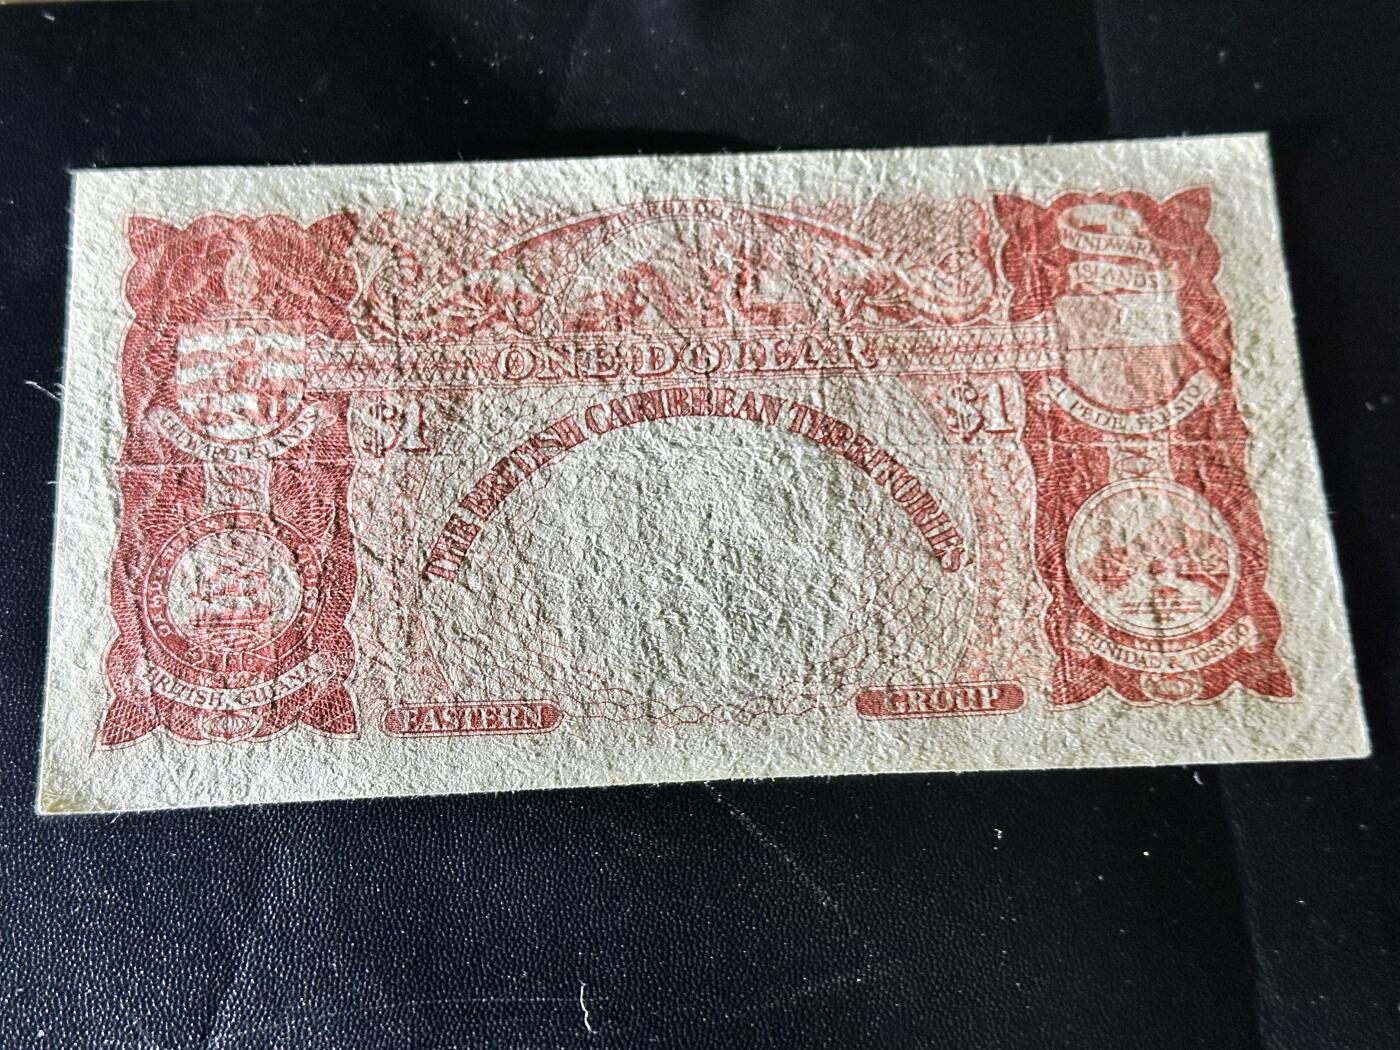 BARBADOS
WINDWARD
ISLANDS
ONE DOLLAR
$1
$1
THE BRITISH CARIBBEAN TERRITORIES
LEEWARD ISLANDS
I PEDE FAUSTO
BRITISH GUIANA
TRINIDAD & TOBAGO
EASTERN
GROUP